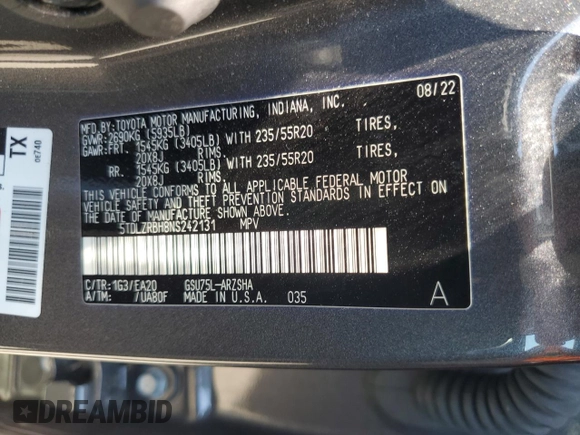 MFD.BY:TOYOTA MOTOR MANUFACTURING, INDIANA, INC. 08/22
GVWR:2690KG (5935LB)
GAWR:FRT. 1545KG (3405LB) WITH 235/55R20 TIRES,
20X8J RIMS
RR. 1545KG (3405LB) WITH 235/55R20 TIRES,
20X8J RIMS.
THIS VEHICLE CONFORMS TO ALL APPLICABLE FEDERAL MOTOR
VEHICLE SAFETY AND THEFT PREVENTION STANDARDS IN EFFECT ON
THE DATE OF MANUFACTURE SHOWN ABOVE.
5TDLZRBH8NS242131 MPV
C/TR:1G3/EA20 GSU75L-ARZSHA
A/TM: /UA80F MADE IN U.S.A. 035
A
TX
OE740
DREAMBID